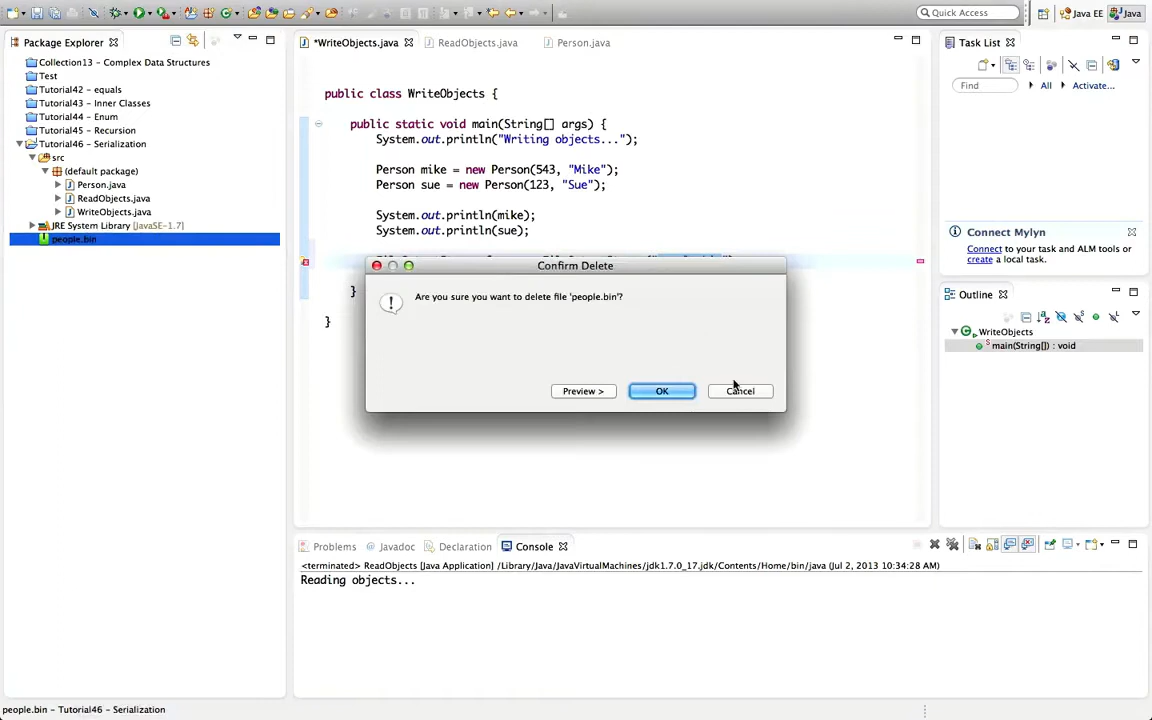 Quick Access
Java EE
Java
Package Explorer
Collection13 - Complex Data Structures
Test
Tutorial42 - equals
Tutorial43 - Inner Classes
Tutorial44 - Enum
Tutorial45 - Recursion
Tutorial46 - Serialization
src
(default package)
Person.java
ReadObjects.java
WriteObjects.java
JRE System Library [JavaSE-1.7]
people.bin
*WriteObjects.java
ReadObjects.java
Person.java
public class WriteObjects {
public static void main(String[] args) {
System.out.println("Writing objects...");
Person mike = new Person(543, "Mike");
Person sue = new Person(123, "Sue");
System.out.println(mike);
System.out.println(sue);
}
}
Confirm Delete
Are you sure you want to delete file 'people.bin'?
Preview >
OK
Cancel
Task List
Find
All
Activate...
Connect Mylyn
Connect to your task and ALM tools or
create a local task.
Outline
WriteObjects
main(String[]) : void
Problems
Javadoc
Declaration
Console
<terminated> ReadObjects [Java Application] /Library/Java/JavaVirtualMachines/jdk1.7.0_17.jdk/Contents/Home/bin/java (Jul 2, 2013 10:34:28 AM)
Reading objects...
people.bin - Tutorial46 - Serialization